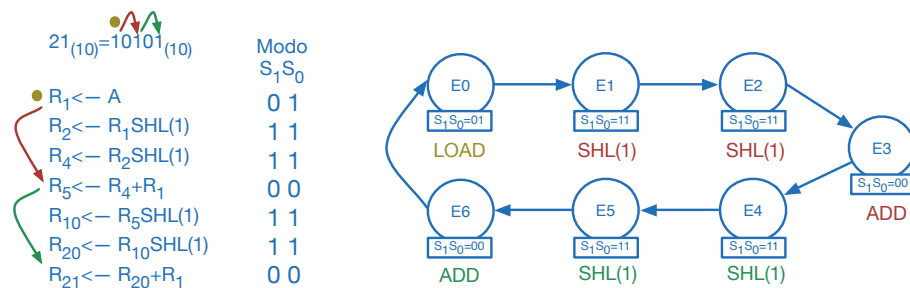 21(10)=10101(10)
Modo
S1S0
R1<– A
0 1
R2<– R1SHL(1)
1 1
R4<– R2SHL(1)
1 1
R5<– R4+R1
0 0
R10<– R5SHL(1)
1 1
R20<– R10SHL(1)
1 1
R21<– R20+R1
0 0
E0
S1S0=01
LOAD
E1
S1S0=11
SHL(1)
E2
S1S0=11
SHL(1)
E3
S1S0=00
ADD
E6
S1S0=00
ADD
E5
S1S0=11
SHL(1)
E4
S1S0=11
SHL(1)